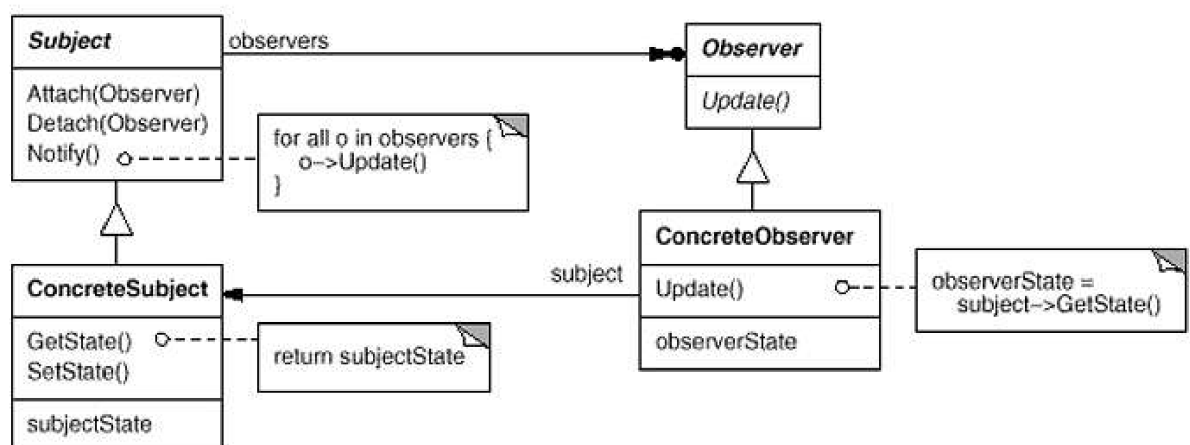 Subject
observers
Observer
Attach(Observer)
Detach(Observer)
Notify()
for all o in observers {
o->Update()
}
Update()
ConcreteSubject
GetState()
SetState()
subjectState
return subjectState
subject
ConcreteObserver
Update()
observerState
observerState =
subject->GetState()